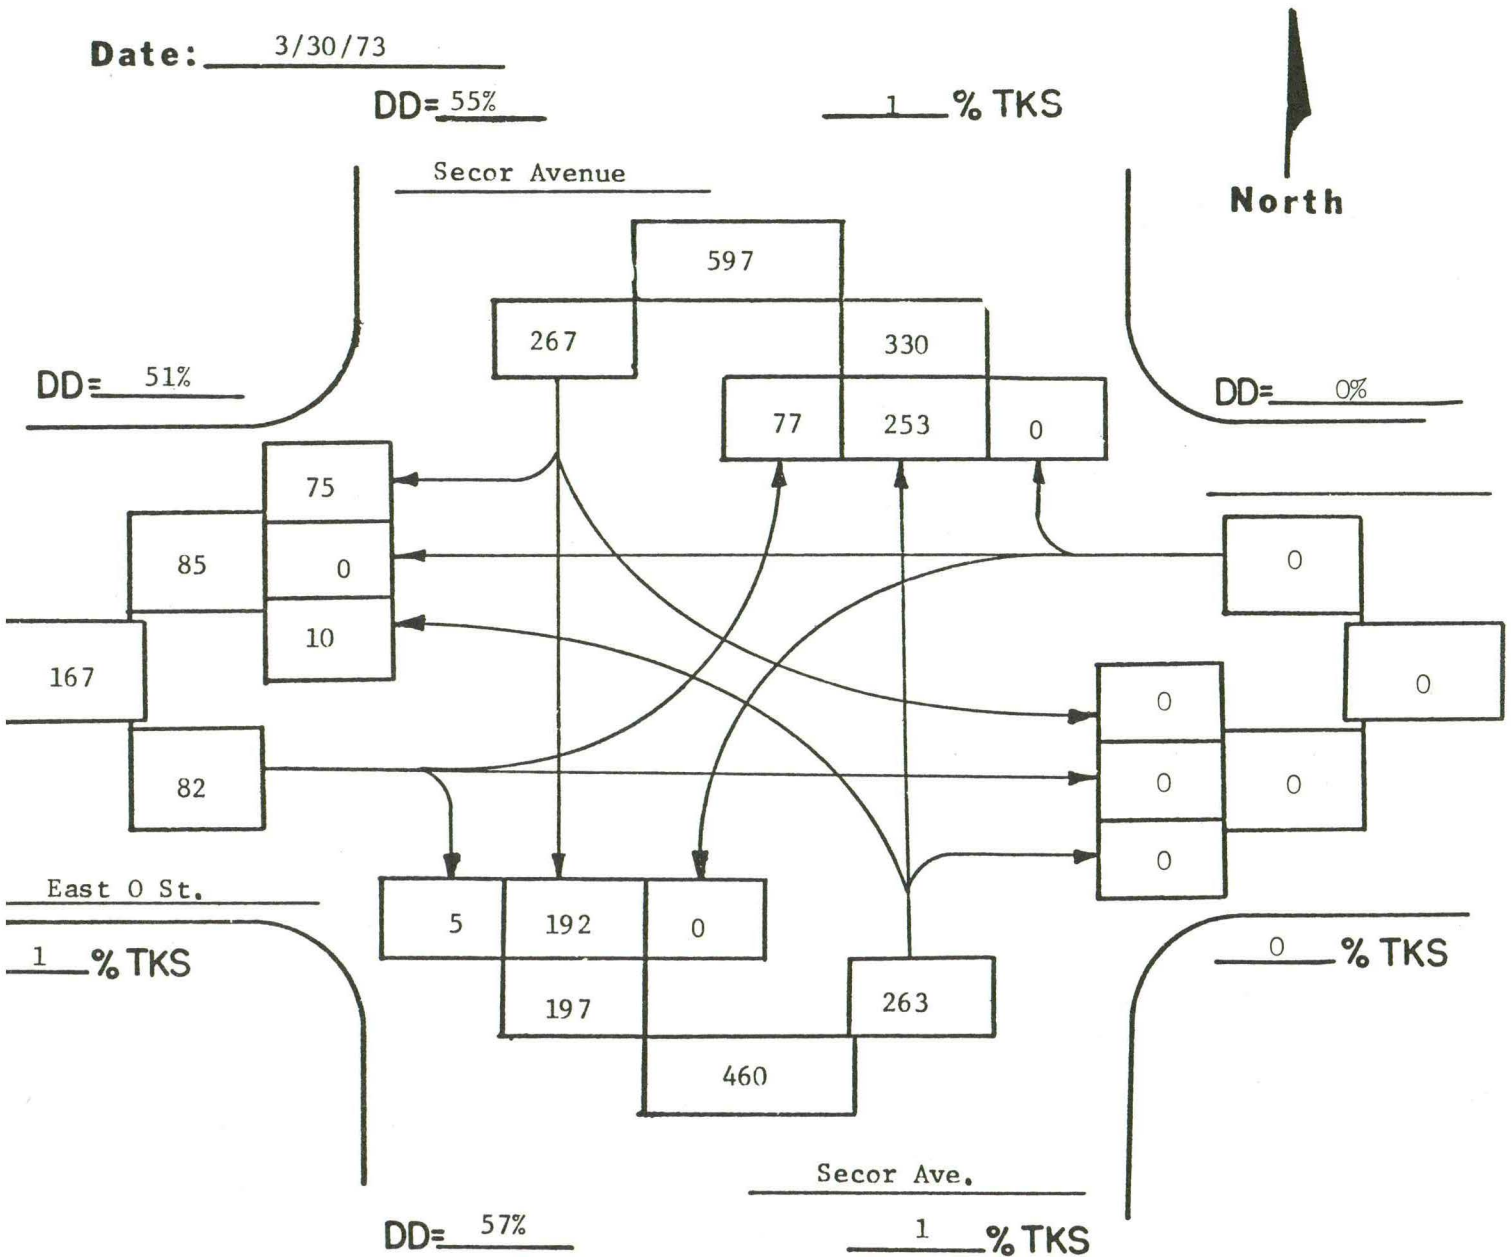 Date: 3/30/73
DD= 55%
1 % TKS
Secor Avenue
North
597
267
330
DD= 51%
DD= 0%
77 253 0
75
85
0
0
10
167
0
0
0
0
82
0
0
East O St.
5 192 0
1 % TKS
0 % TKS
197
263
460
Secor Ave.
DD= 57%
1 % TKS